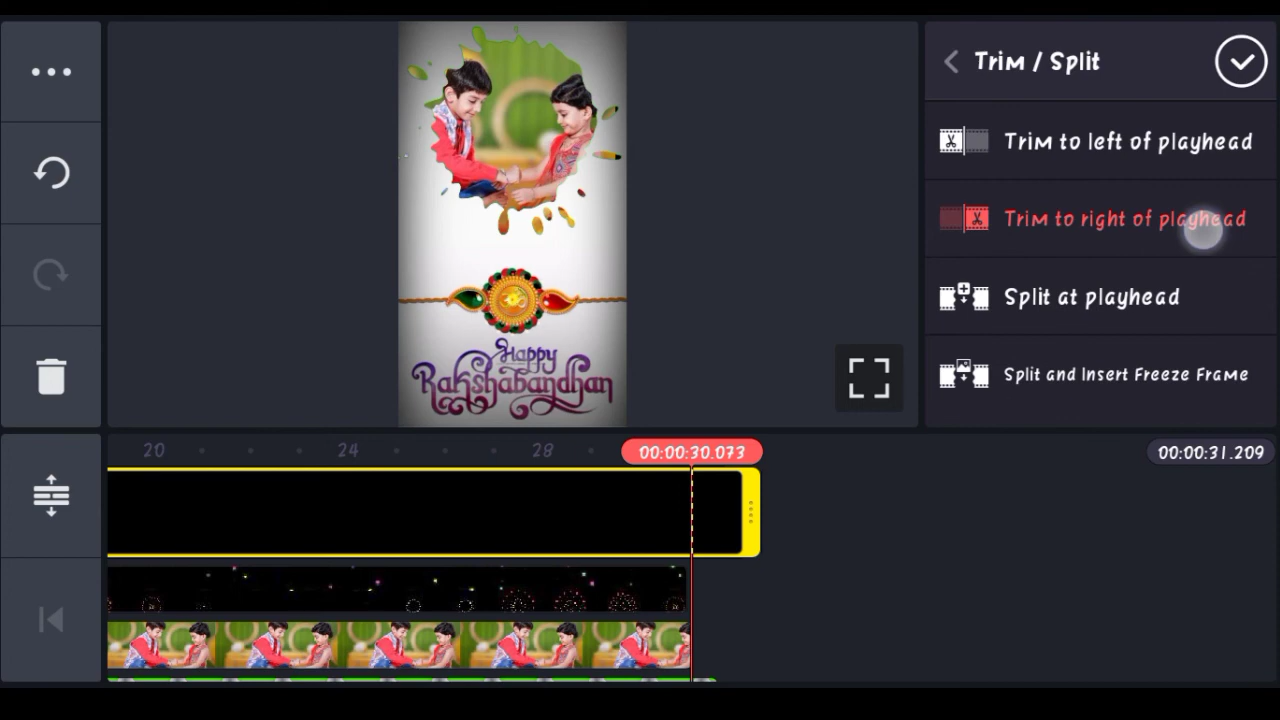 Trim / Split
Trim to left of playhead
Trim to right of playhead
Split at playhead
Split and Insert Freeze Frame
Happy
Rakshabandhan
20
24
28
00:00:30.073
00:00:31.209